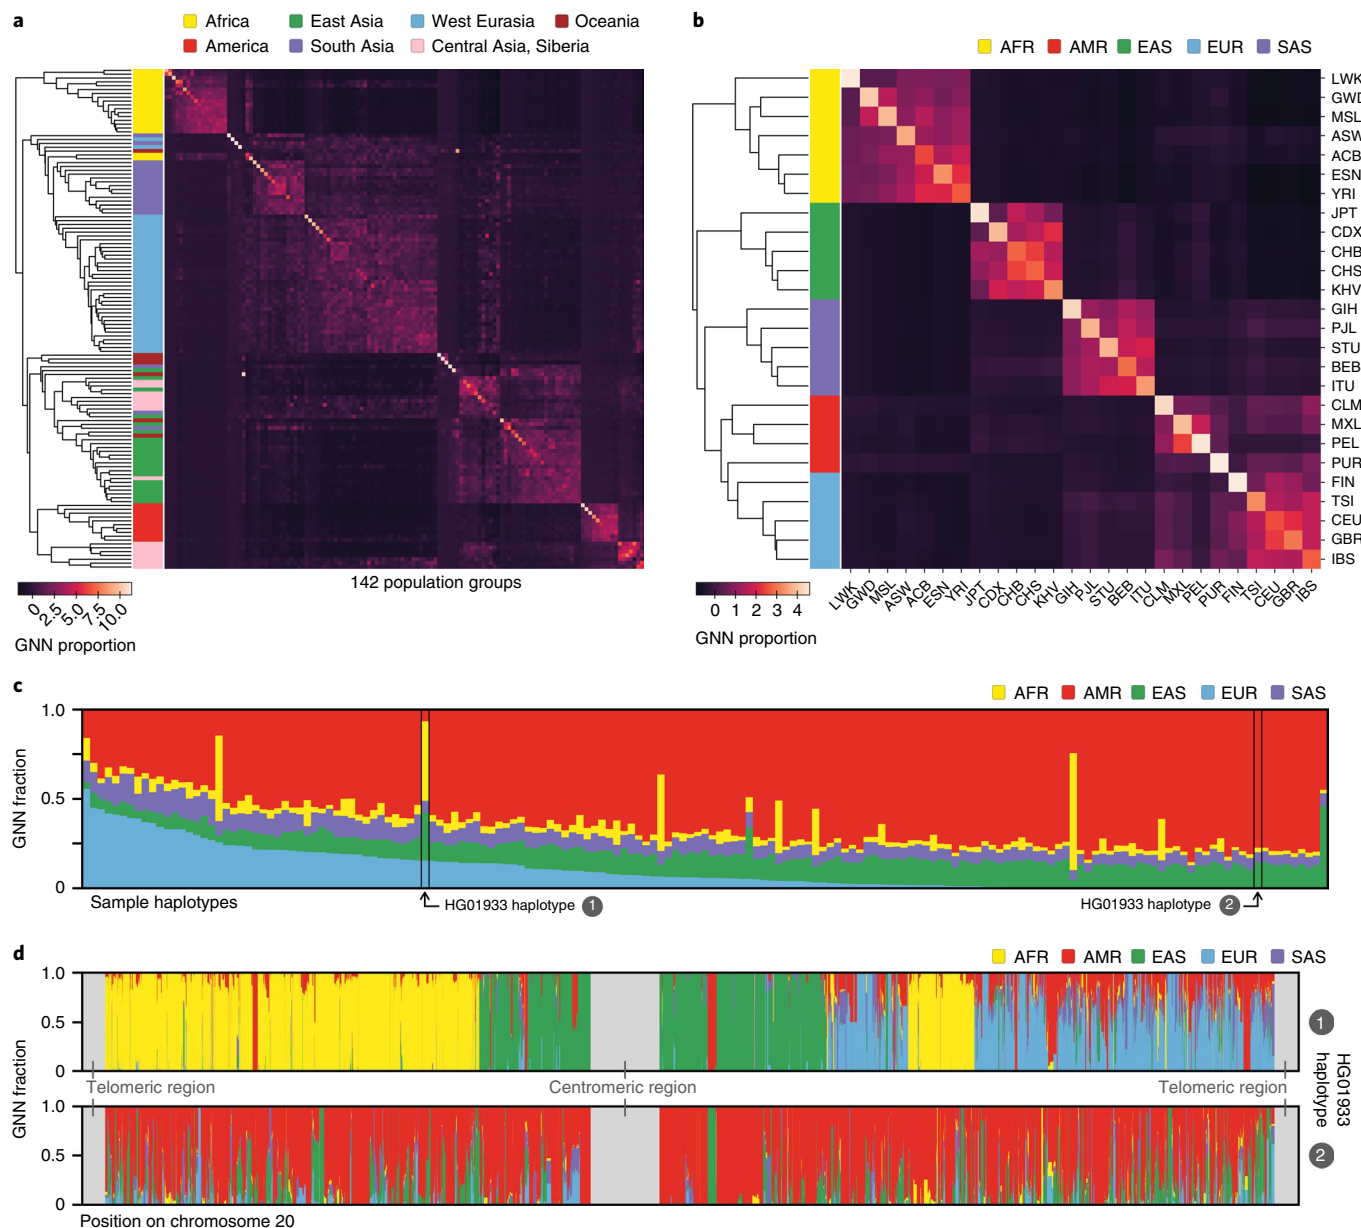 a
Africa East Asia West Eurasia Oceania
America South Asia Central Asia, Siberia
142 population groups
0 2.5 5.0 7.5 10.0
GNN proportion
b
AFR AMR EAS EUR SAS
LWK
GWD
MSL
ASW
ACB
ESN
YRI
JPT
CDX
CHB
CHS
KHV
GIH
PJL
STU
BEB
ITU
CLM
MXL
PEL
PUR
FIN
TSI
CEU
GBR
IBS
LWK GWD MSL ASW ACB ESN YRI JPT CDX CHB CHS KHV GIH PJL STU BEB ITU CLM MXL PEL PUR FIN TSI CEU GBR IBS
0 1 2 3 4
GNN proportion
c
AFR AMR EAS EUR SAS
1.0
0.5
0
GNN fraction
Sample haplotypes
HG01933 haplotype 1
HG01933 haplotype 2
d
AFR AMR EAS EUR SAS
1.0
0.5
0
GNN fraction
1
Telomeric region Centromeric region Telomeric region
HG01933
haplotype
1.0
0.5
0
2
Position on chromosome 20